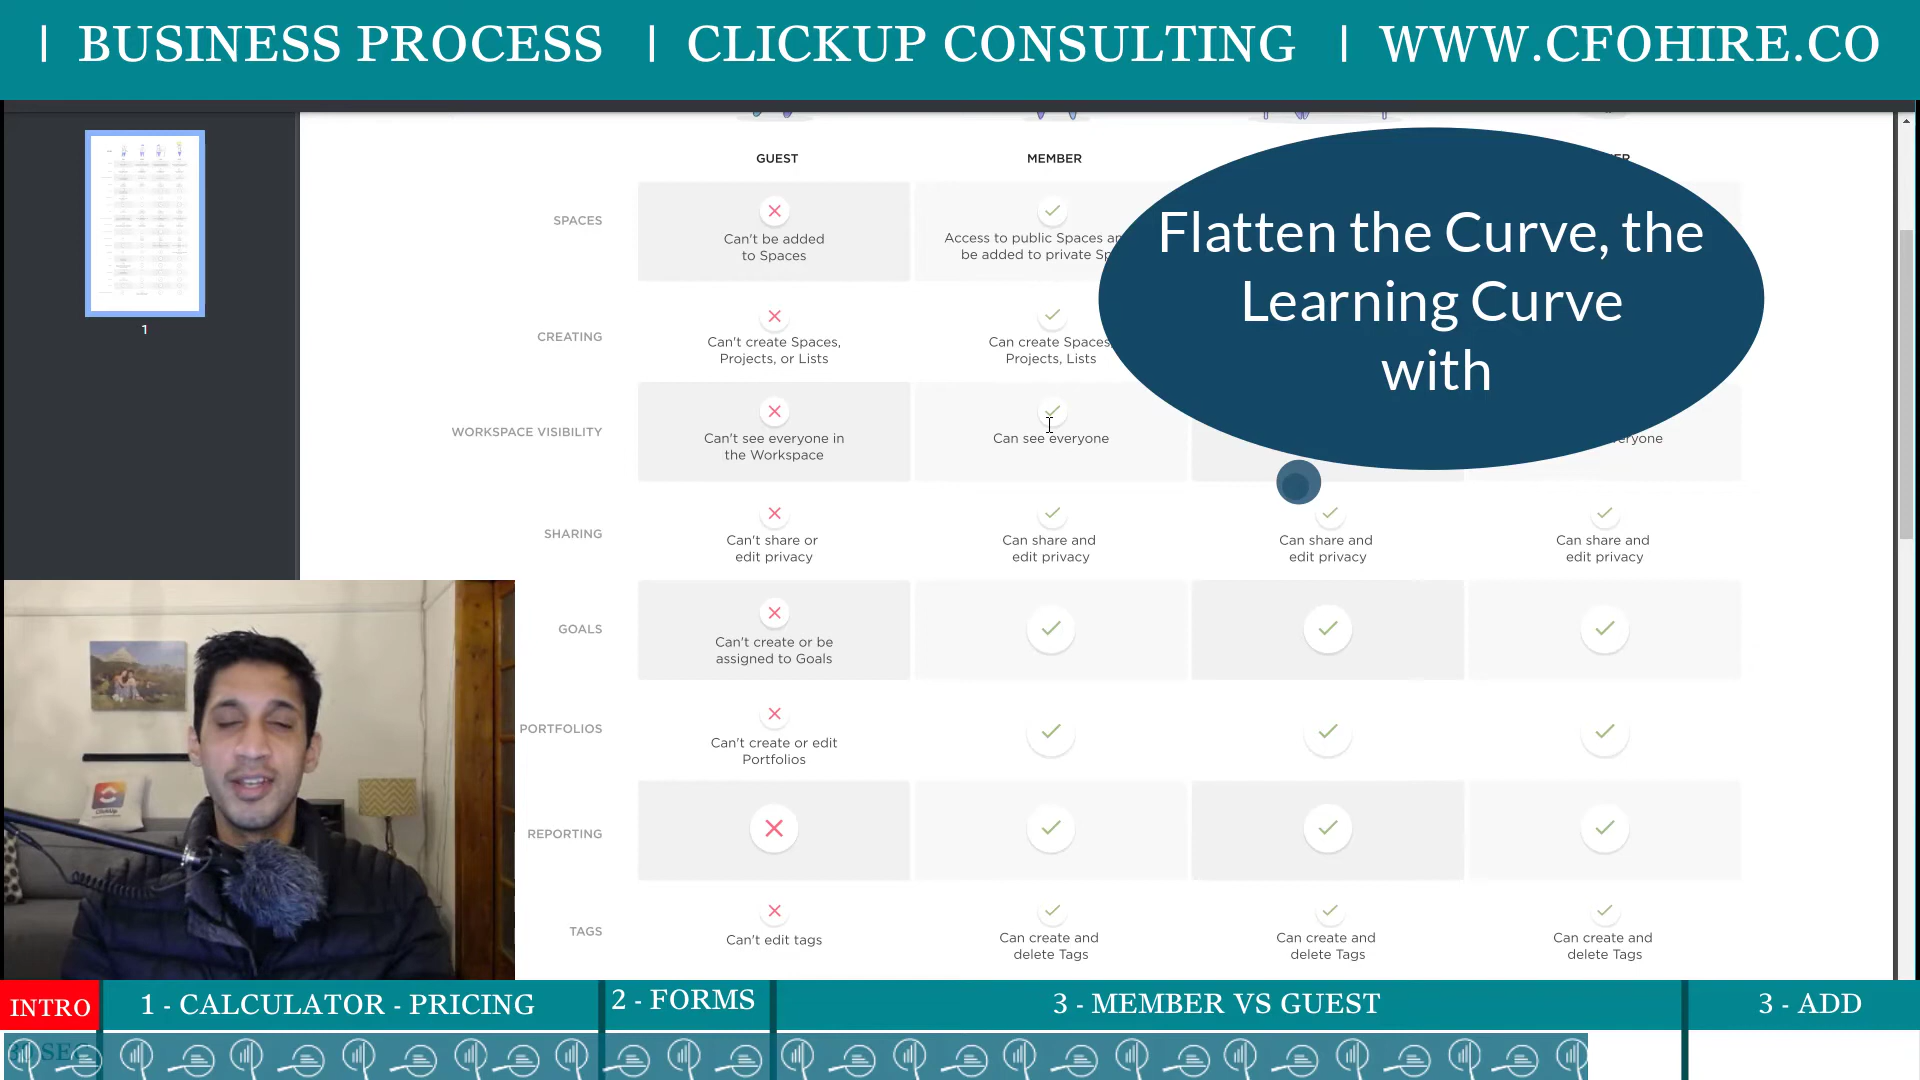 | BUSINESS PROCESS | CLICKUP CONSULTING | WWW.CFOHIRE.CO
1
GUEST
MEMBER
Flatten the Curve, the
Learning Curve
with
SPACES
Can't be added
to Spaces
Access to public Spaces
be added to private
CREATING
Can't create Spaces,
Projects, or Lists
Can create Spaces,
Projects, Lists
WORKSPACE VISIBILITY
Can't see everyone in
the Workspace
Can see everyone
SHARING
Can't share or
edit privacy
Can share and
edit privacy
Can share and
edit privacy
Can share and
edit privacy
GOALS
Can't create or be
assigned to Goals
PORTFOLIOS
Can't create or edit
Portfolios
REPORTING
TAGS
Can't edit tags
Can create and
delete Tags
Can create and
delete Tags
Can create and
delete Tags
ClickUp
INTRO
1 - CALCULATOR - PRICING
2 - FORMS
3 - MEMBER VS GUEST
3 - ADD